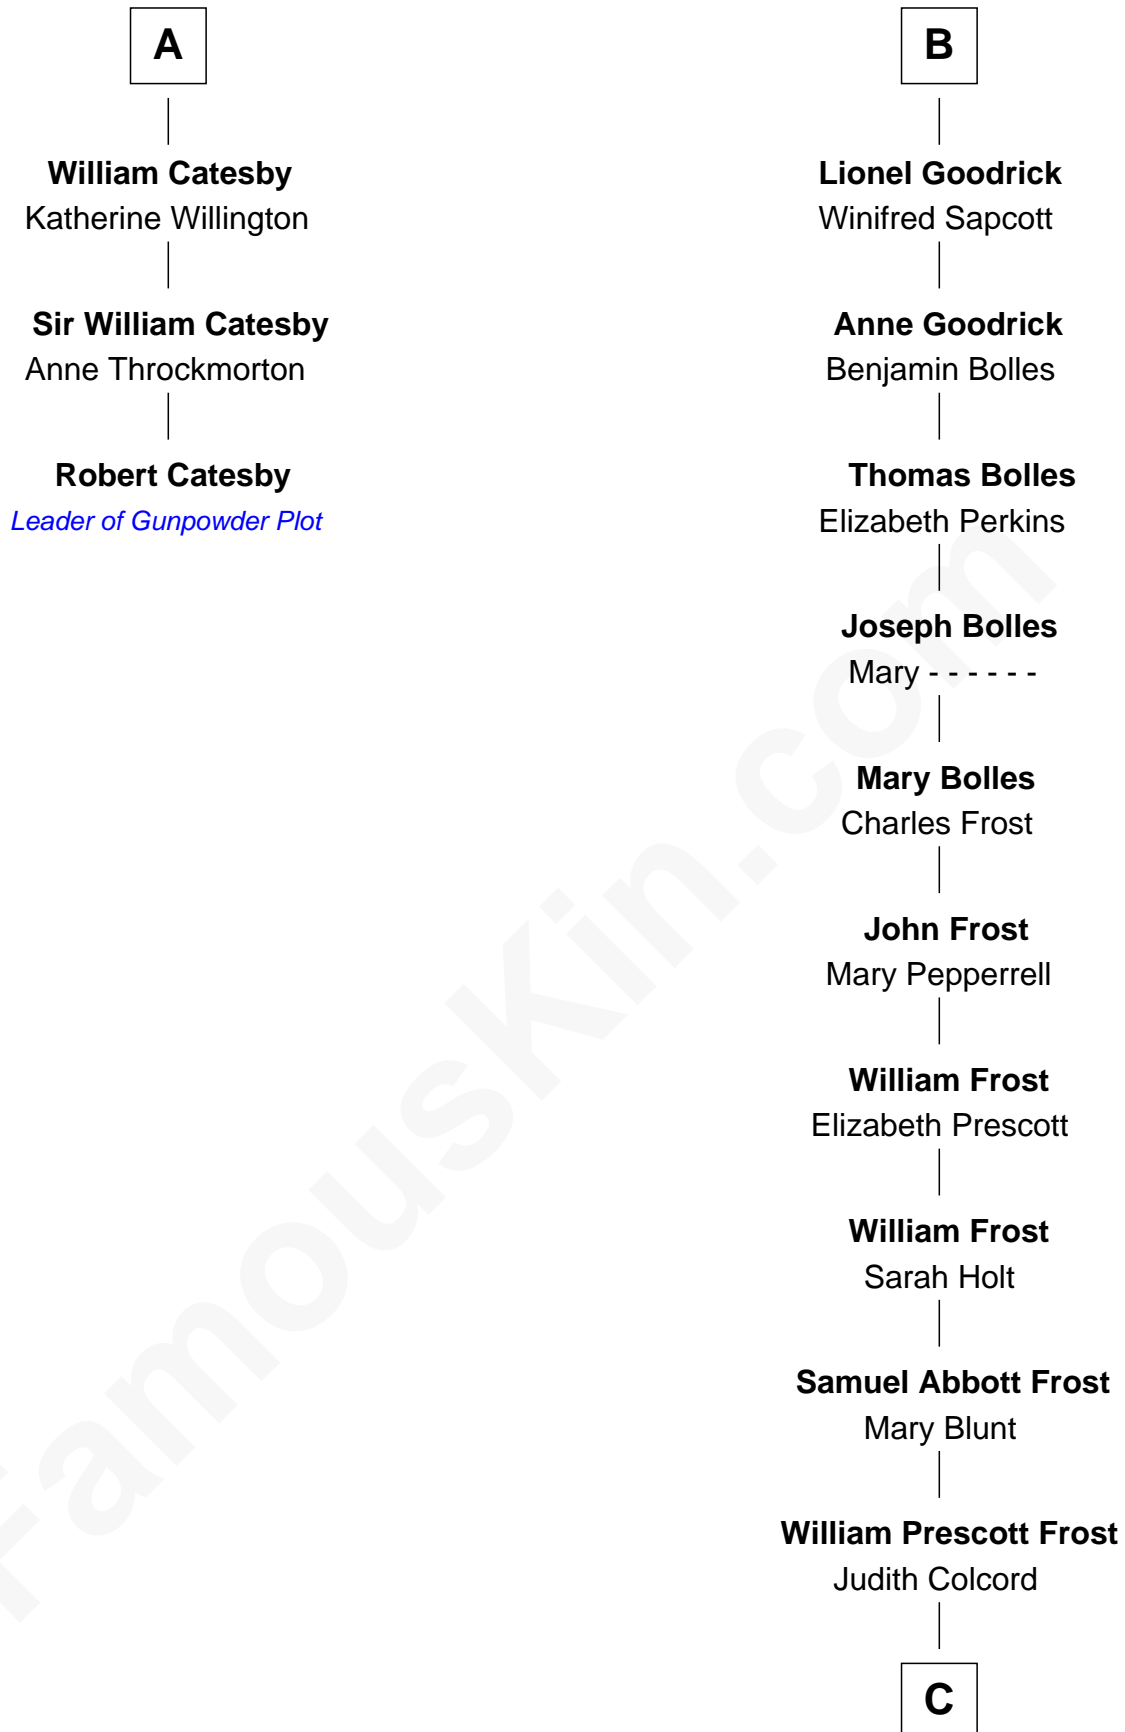 A
William Catesby
Katherine Willington
Sir William Catesby
Anne Throckmorton
Robert Catesby
Leader of Gunpowder Plot
B
Lionel Goodrick
Winifred Sapcott
Anne Goodrick
Benjamin Bolles
Thomas Bolles
Elizabeth Perkins
Joseph Bolles
Mary - - - - - -
Mary Bolles
Charles Frost
John Frost
Mary Pepperrell
William Frost
Elizabeth Prescott
William Frost
Sarah Holt
Samuel Abbott Frost
Mary Blunt
William Prescott Frost
Judith Colcord
C
FamousKin.com